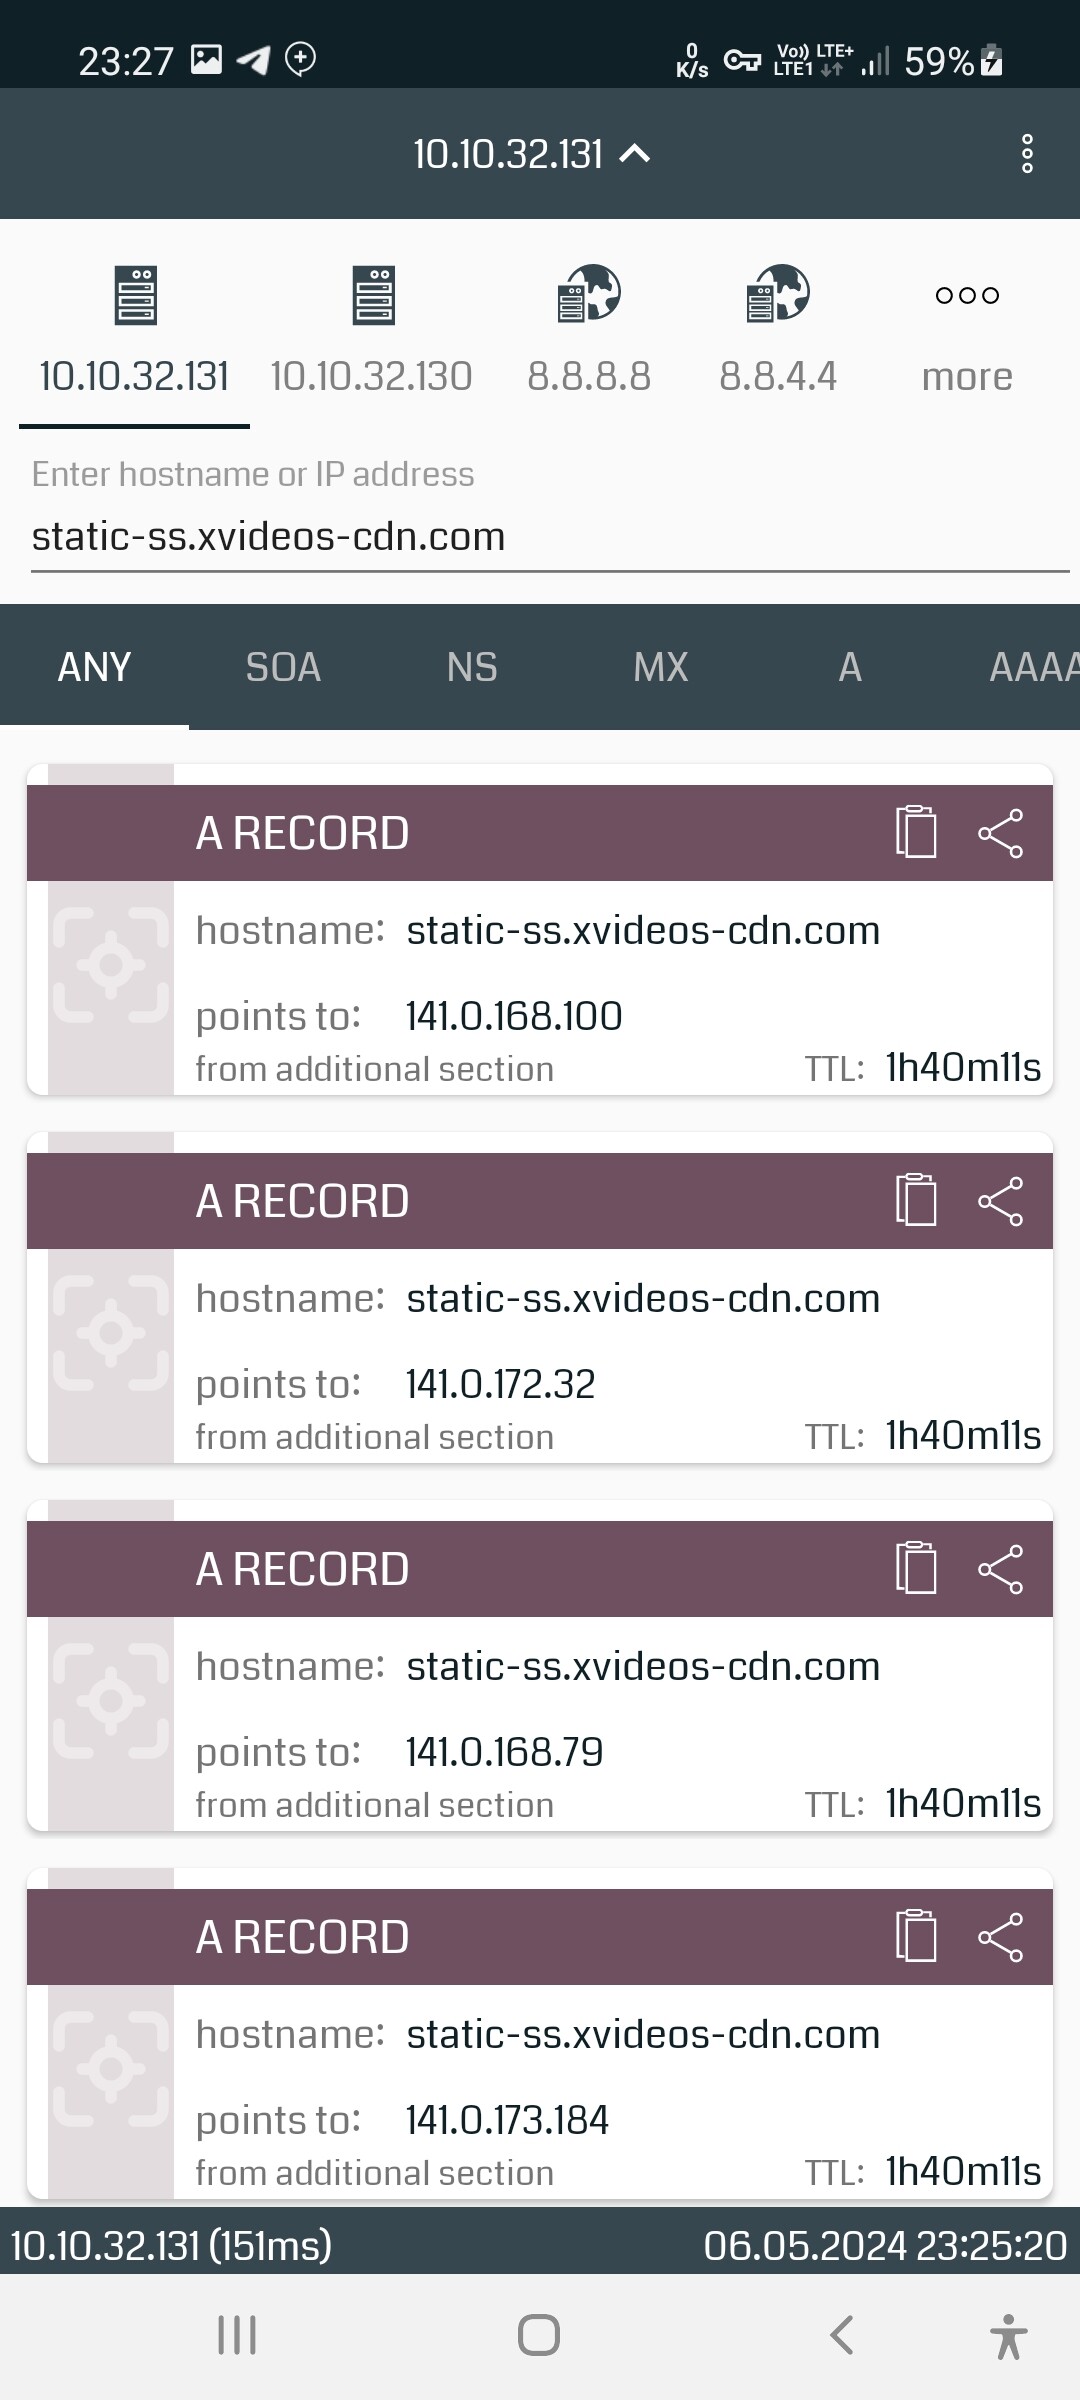 23:27 0 K/s Vo)) LTE1 LTE+ 59%
10.10.32.131
10.10.32.131 10.10.32.130 8.8.8.8 8.8.4.4 more
Enter hostname or IP address
static-ss.xvideos-cdn.com
ANY SOA NS MX A AAAA
A RECORD
hostname: static-ss.xvideos-cdn.com
points to: 141.0.168.100
from additional section TTL: 1h40m11s
A RECORD
hostname: static-ss.xvideos-cdn.com
points to: 141.0.172.32
from additional section TTL: 1h40m11s
A RECORD
hostname: static-ss.xvideos-cdn.com
points to: 141.0.168.79
from additional section TTL: 1h40m11s
A RECORD
hostname: static-ss.xvideos-cdn.com
points to: 141.0.173.184
from additional section TTL: 1h40m11s
10.10.32.131 (151ms) 06.05.2024 23:25:20